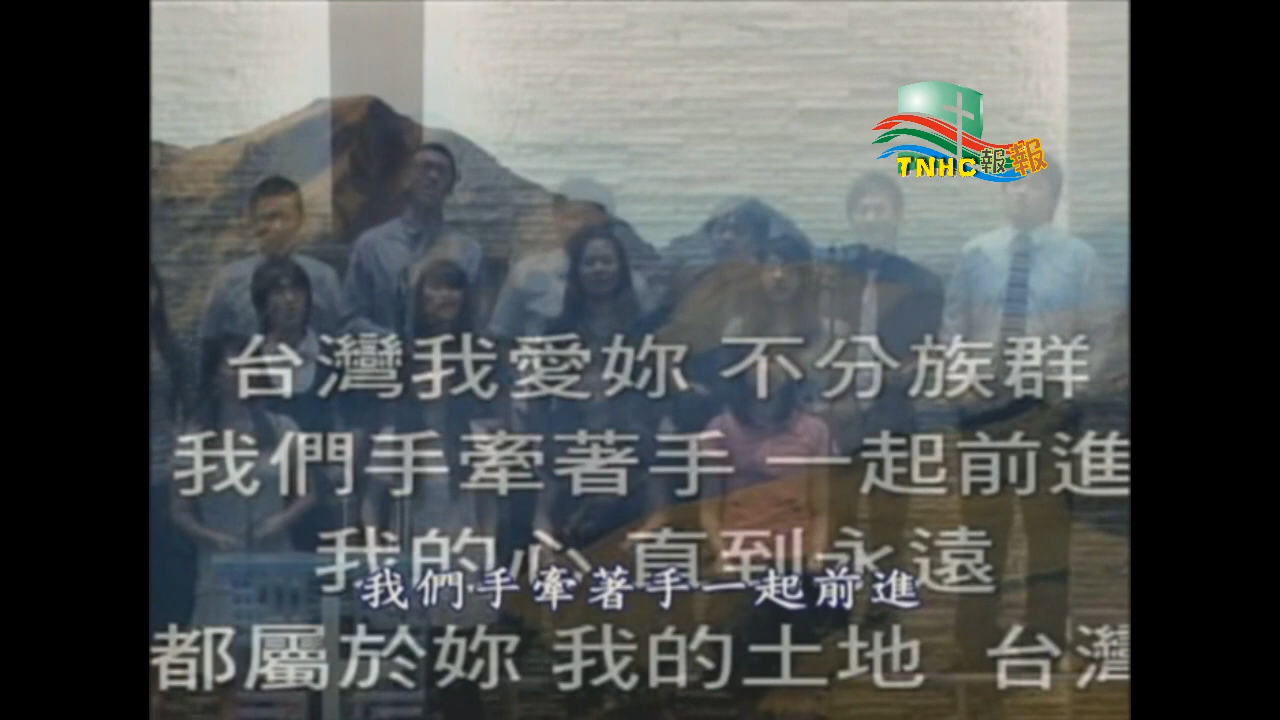 TNHC報報
台灣我愛妳 不分族群
我們手牽著手 一起前進
我的心 直到永遠
我們手牽著手一起前進
都屬於妳 我的土地 台灣